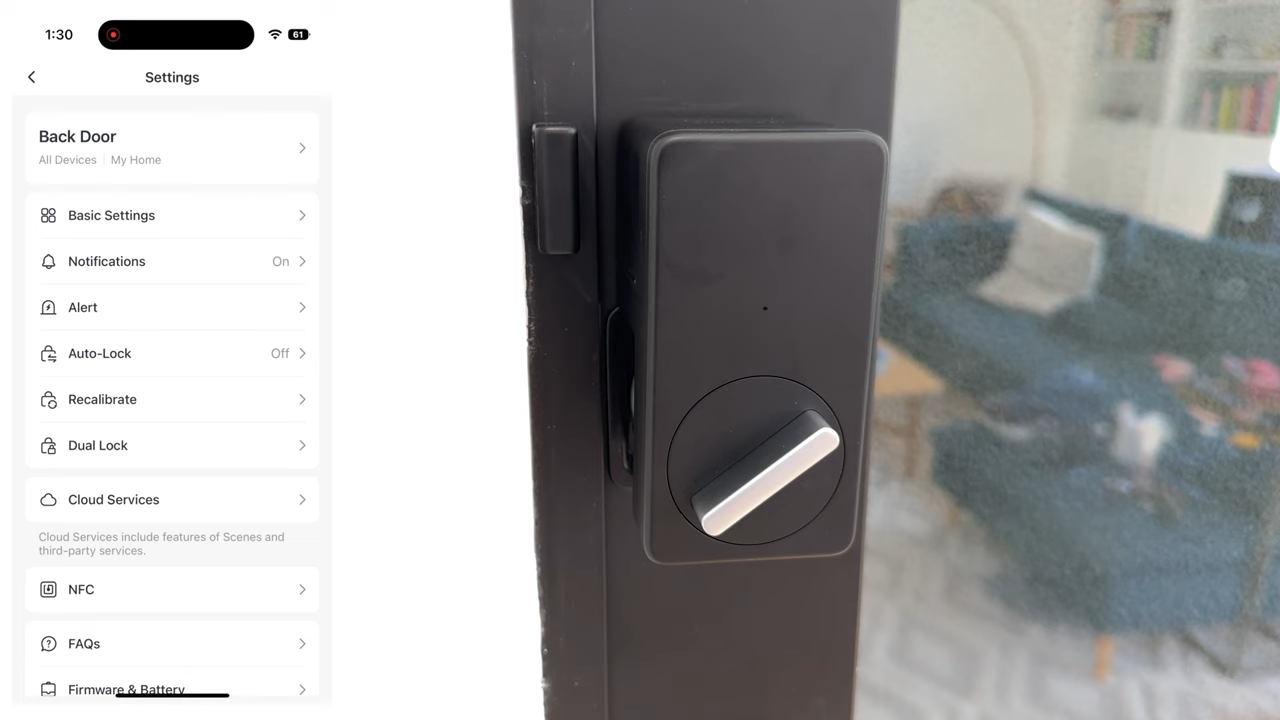 1:30
61
Settings
Back Door
All Devices | My Home
Basic Settings
Notifications On
Alert
Auto-Lock Off
Recalibrate
Dual Lock
Cloud Services
Cloud Services include features of Scenes and
third-party services.
NFC
FAQs
Firmware & Battery